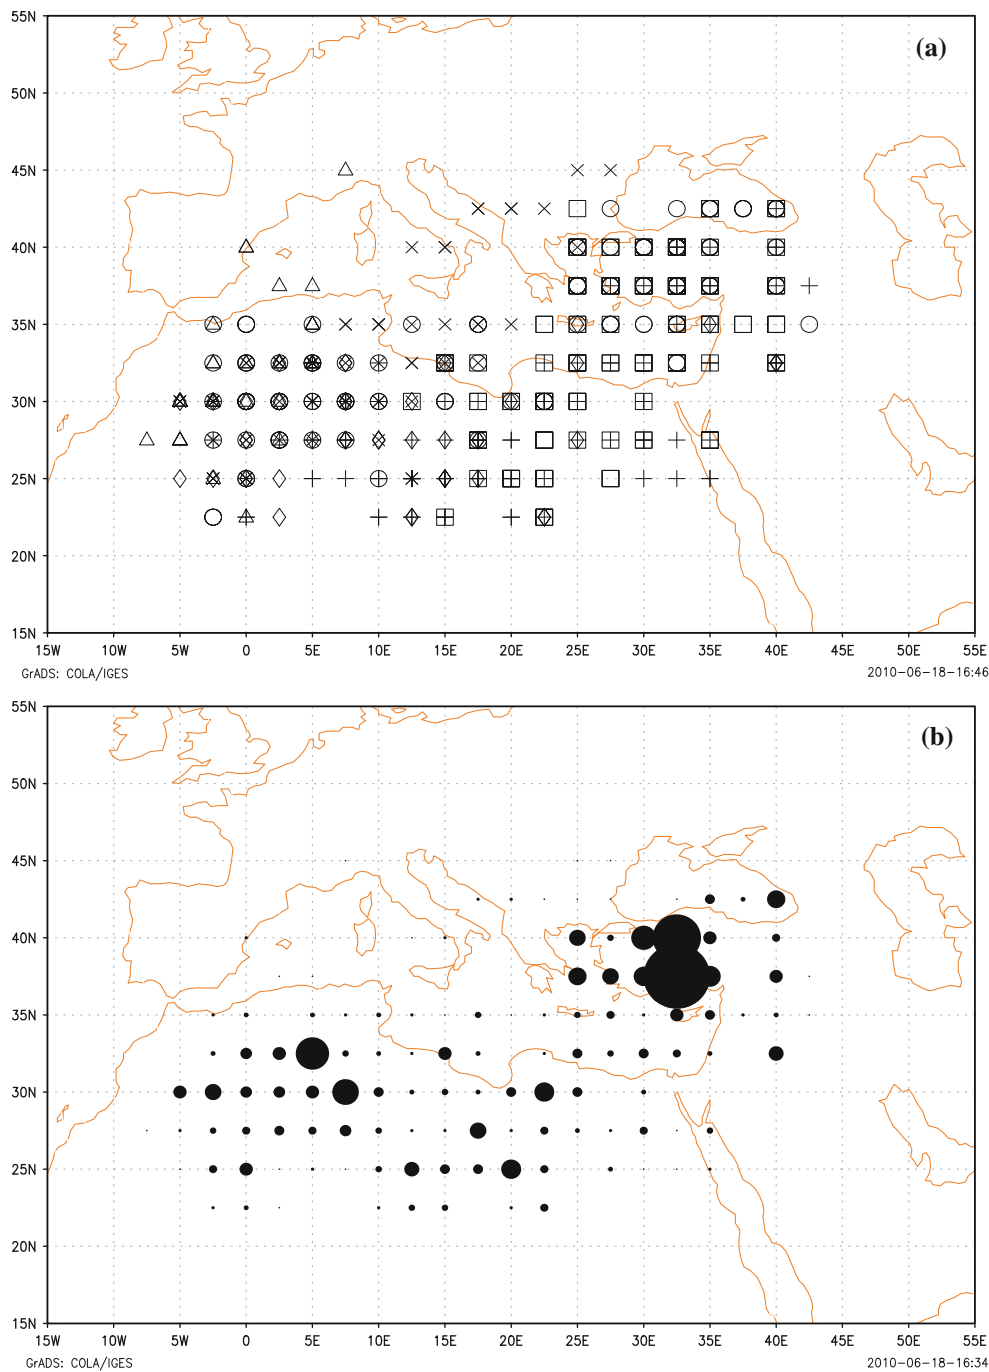 55N
(a)
50N
45N
40N
35N
30N
25N
20N
15N
15W 10W 5W 0 5E 10E 15E 20E 25E 30E 35E 40E 45E 50E 55E
GrADS: COLA/IGES 2010-06-18-16:46
55N
(b)
50N
45N
40N
35N
30N
25N
20N
15N
15W 10W 5W 0 5E 10E 15E 20E 25E 30E 35E 40E 45E 50E 55E
GrADS: COLA/IGES 2010-06-18-16:34